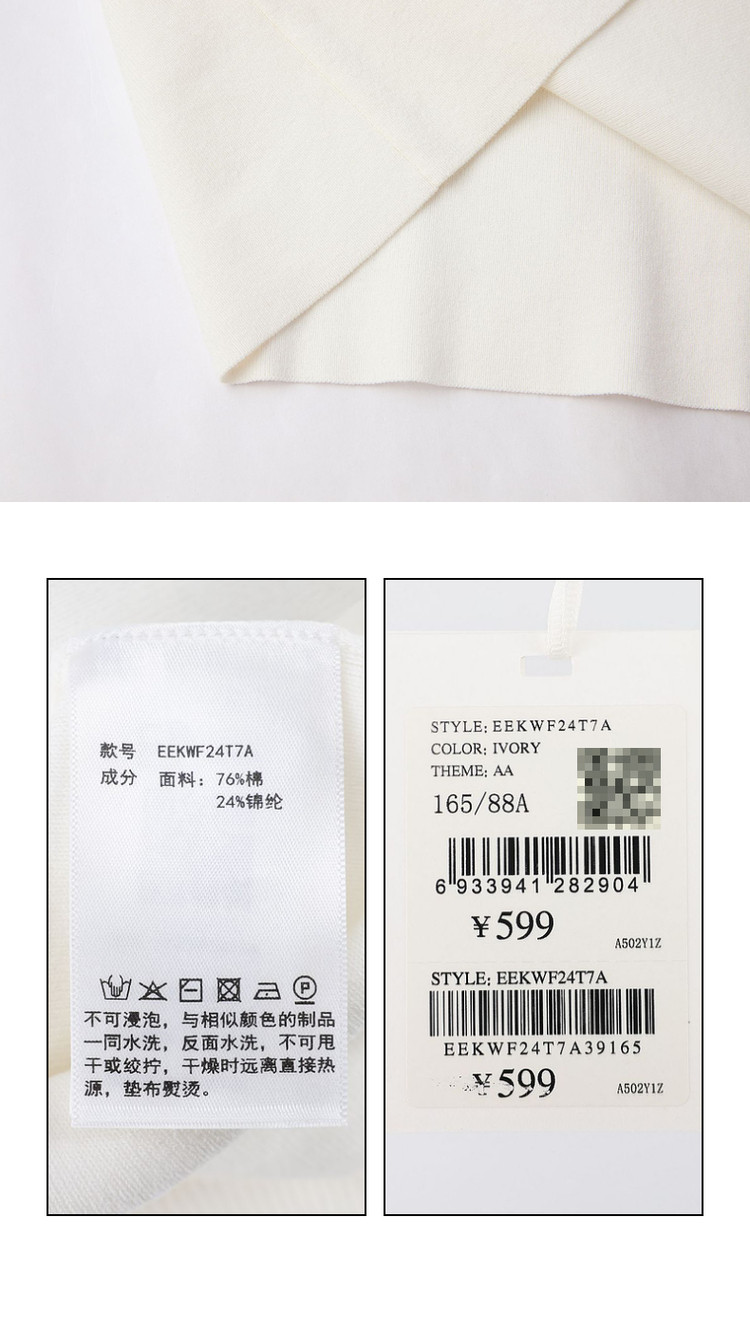 款号 EEKWF24T7A
成分 面料：76%棉
24%锦纶
不可浸泡，与相似颜色的制品
一同水洗，反面水洗，不可甩
干或绞拧，干燥时远离直接热
源，垫布熨烫。
STYLE: EEKWF24T7A
COLOR: IVORY
THEME: AA
165/88A
6 933941 282904
¥599
A502Y1Z
STYLE: EEKWF24T7A
EEKWF24T7A39165
¥599
A502Y1Z